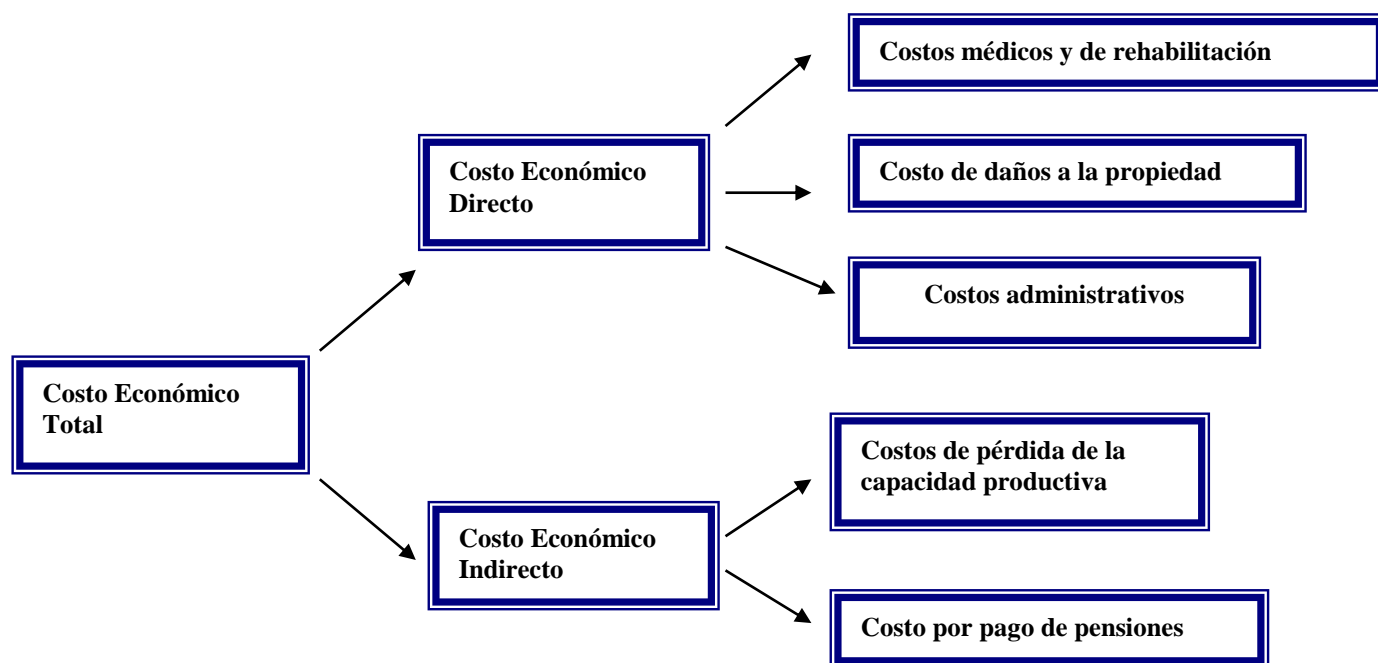 Costos médicos y de rehabilitación
Costo de daños a la propiedad
Costo Económico
Directo
Costos administrativos
Costo Económico
Total
Costos de pérdida de la
capacidad productiva
Costo Económico
Indirecto
Costo por pago de pensiones